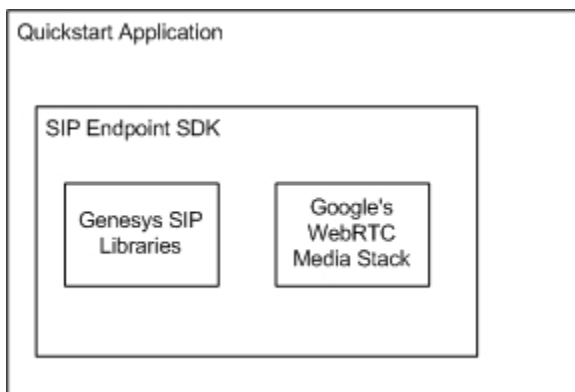 Quickstart Application
SIP Endpoint SDK
Genesys SIP
Libraries
Google's
WebRTC
Media Stack